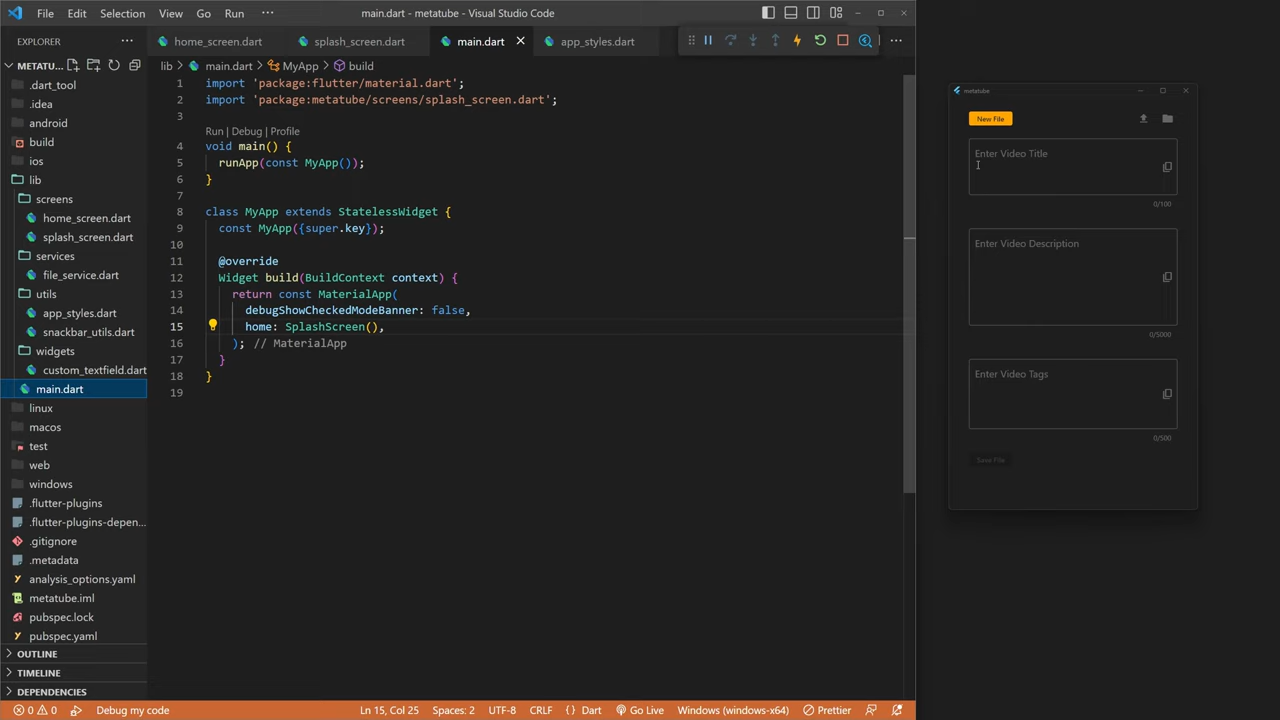 File Edit Selection View Go Run ··· main.dart - metatube - Visual Studio Code
EXPLORER ···
METATU...
.dart_tool
.idea
android
build
ios
lib
screens
home_screen.dart
splash_screen.dart
services
file_service.dart
utils
app_styles.dart
snackbar_utils.dart
widgets
custom_textfield.dart
main.dart
linux
macos
test
web
windows
.flutter-plugins
.flutter-plugins-depen...
.gitignore
.metadata
analysis_options.yaml
metatube.iml
pubspec.lock
pubspec.yaml
OUTLINE
TIMELINE
DEPENDENCIES
home_screen.dart splash_screen.dart main.dart app_styles.dart
lib > main.dart > MyApp > build
1 import 'package:flutter/material.dart';
2 import 'package:metatube/screens/splash_screen.dart';
3
Run | Debug | Profile
4 void main() {
5 runApp(const MyApp());
6 }
7
8 class MyApp extends StatelessWidget {
9 const MyApp({super.key});
10
11 @override
12 Widget build(BuildContext context) {
13 return const MaterialApp(
14 debugShowCheckedModeBanner: false,
15 home: SplashScreen(),
16 ); // MaterialApp
17 }
18 }
19
0 0 Debug my code Ln 15, Col 25 Spaces: 2 UTF-8 CRLF {} Dart Go Live Windows (windows-x64) Prettier
metatube
New File
Enter Video Title
0/100
Enter Video Description
0/5000
Enter Video Tags
0/500
Save File